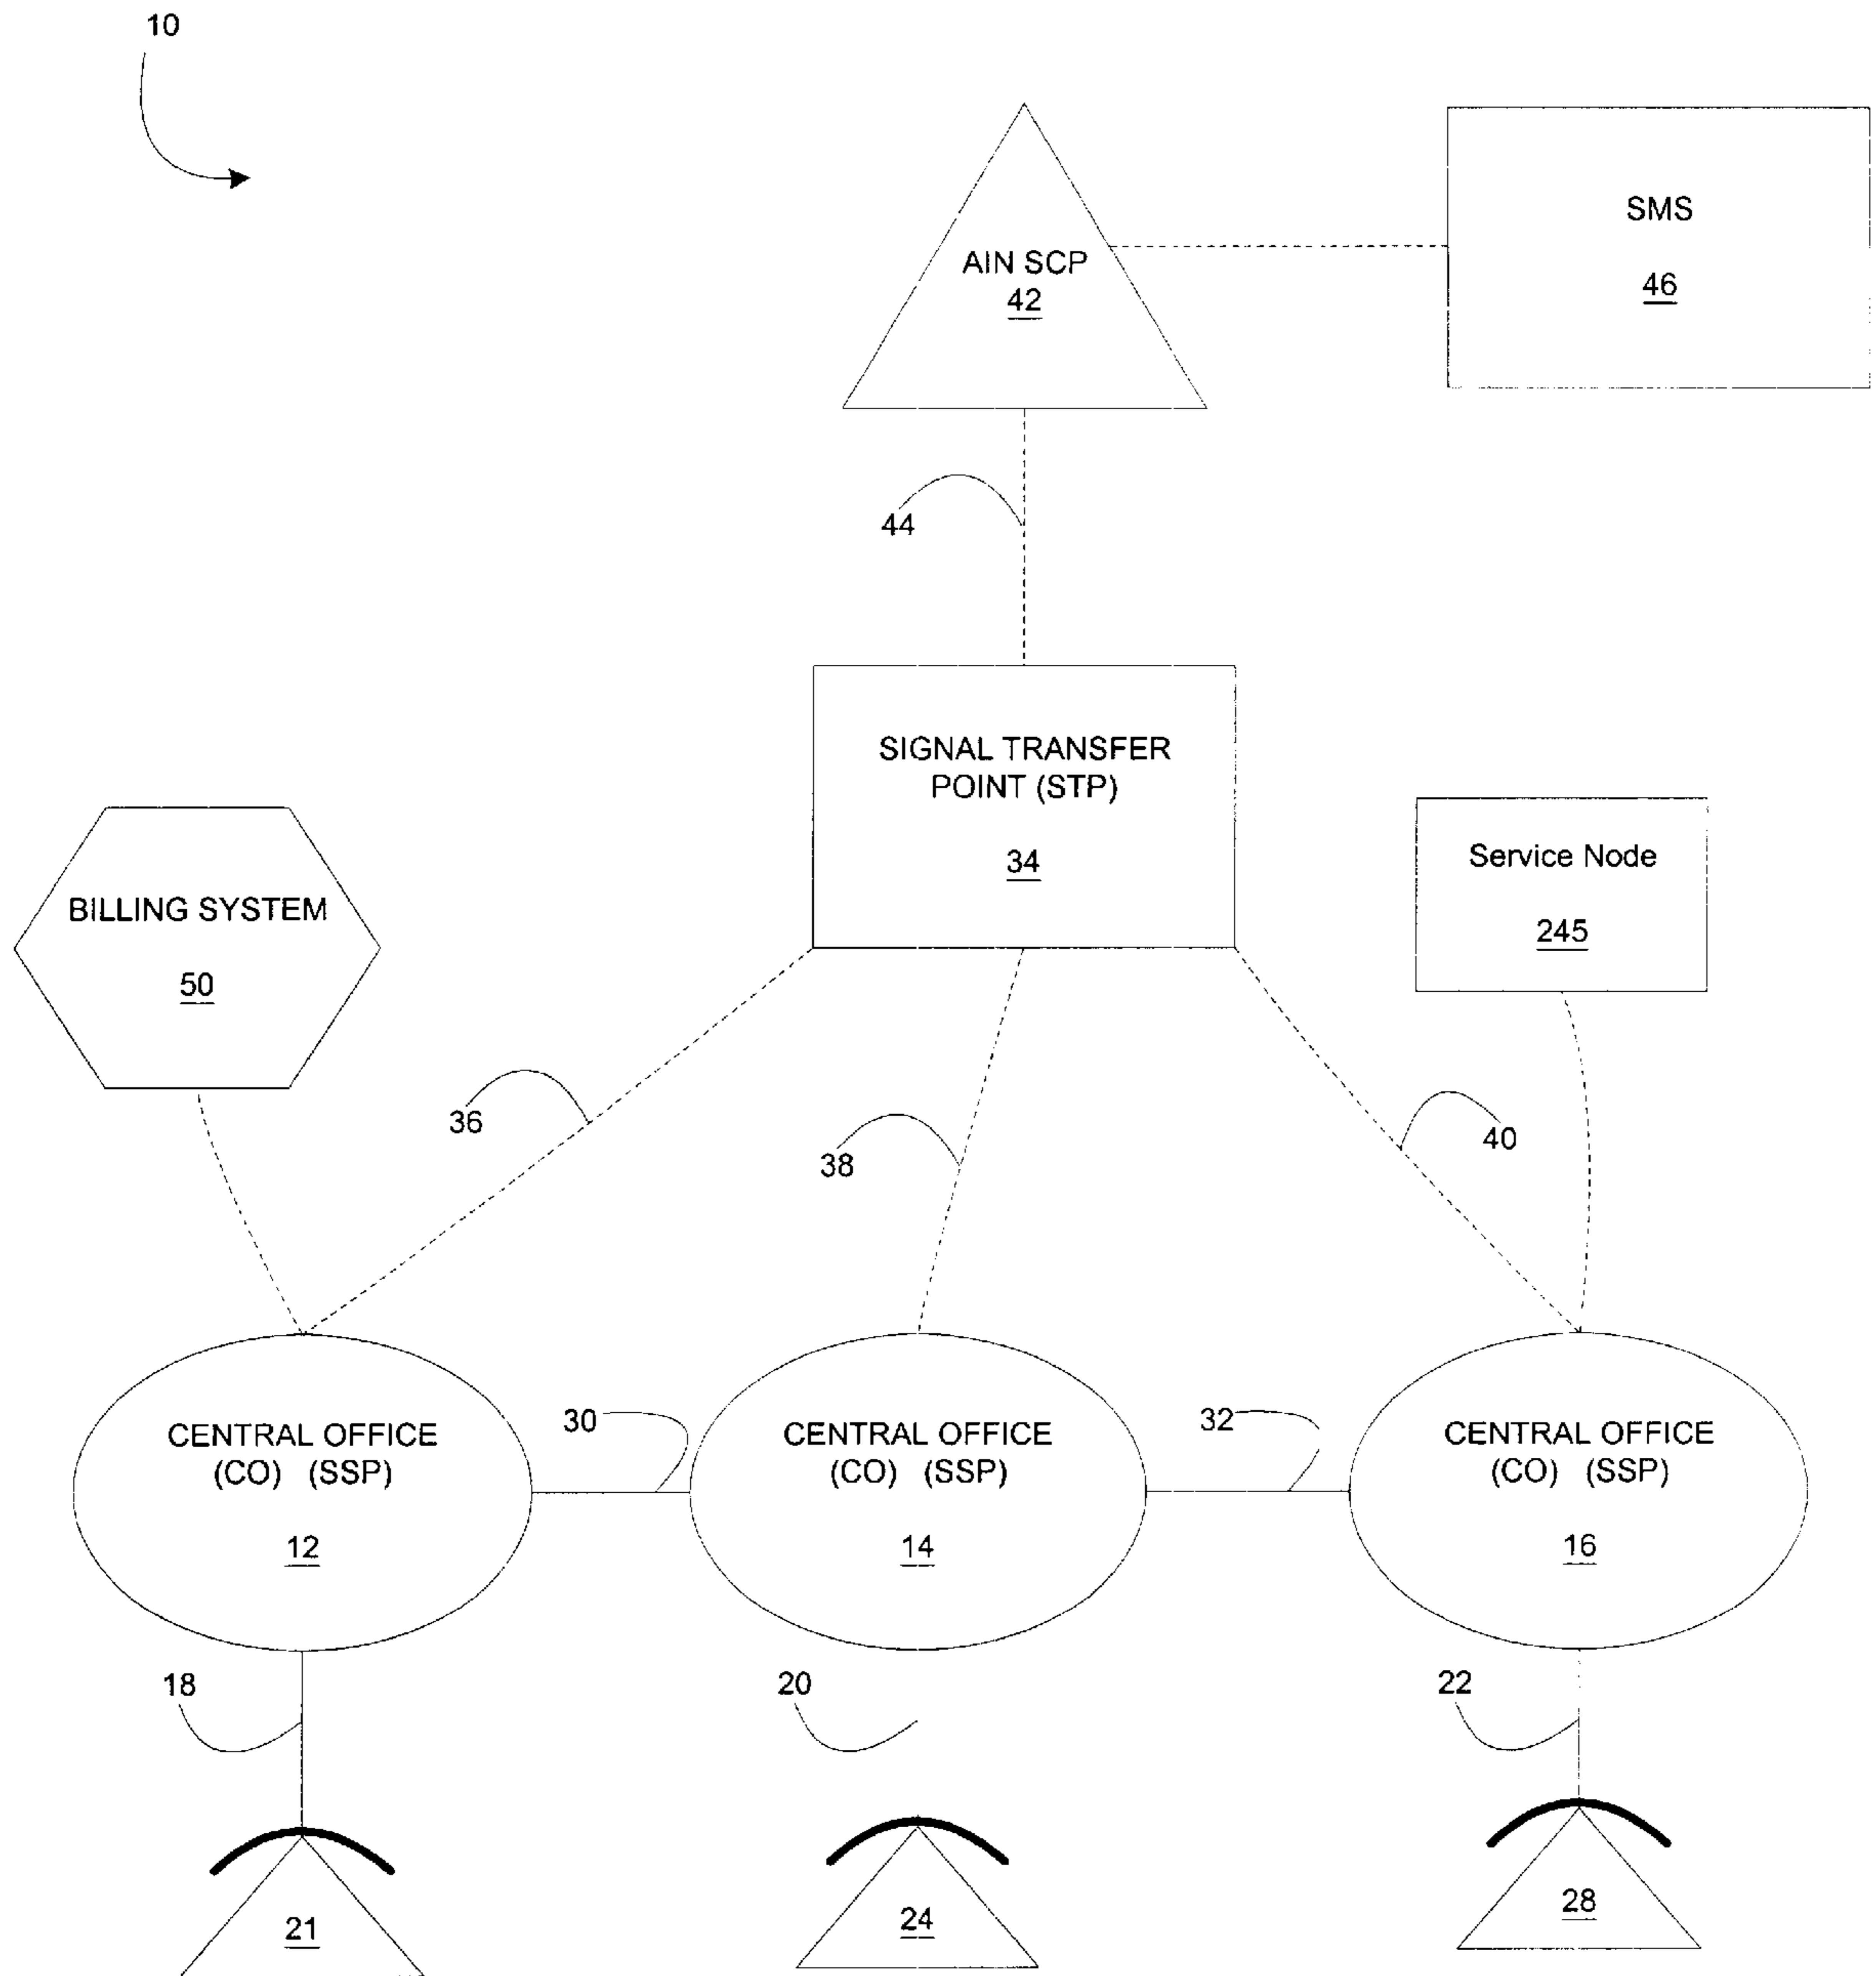 10
AIN SCP
42
SMS
46
44
SIGNAL TRANSFER
POINT (STP)
34
Service Node
245
BILLING SYSTEM
50
36
38
40
30
32
CENTRAL OFFICE
(CO) (SSP)
12
CENTRAL OFFICE
(CO) (SSP)
14
CENTRAL OFFICE
(CO) (SSP)
16
18
20
22
21
24
28